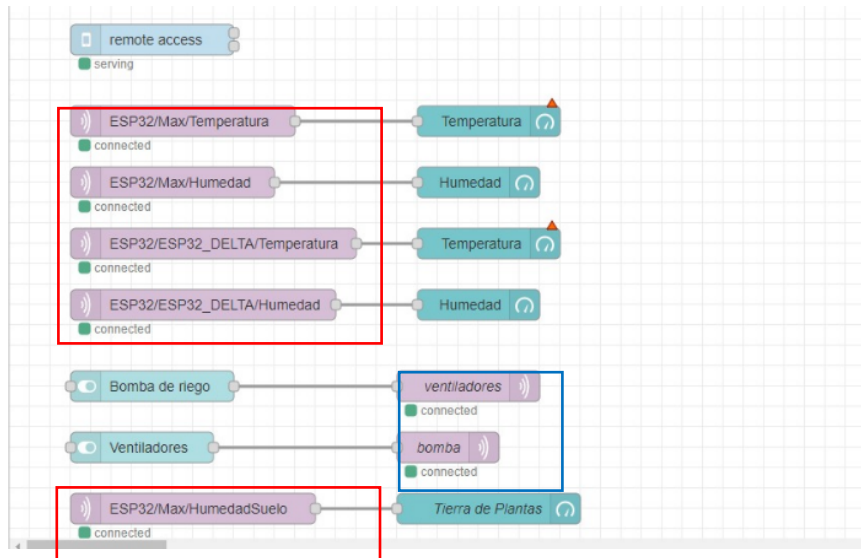 remote access
serving
ESP32/Max/Temperatura
Temperatura
connected
ESP32/Max/Humedad
Humedad
connected
ESP32/ESP32_DELTA/Temperatura
Temperatura
connected
ESP32/ESP32_DELTA/Humedad
Humedad
connected
Bomba de riego
ventiladores
connected
Ventiladores
bomba
connected
ESP32/Max/HumedadSuelo
Tierra de Plantas
connected